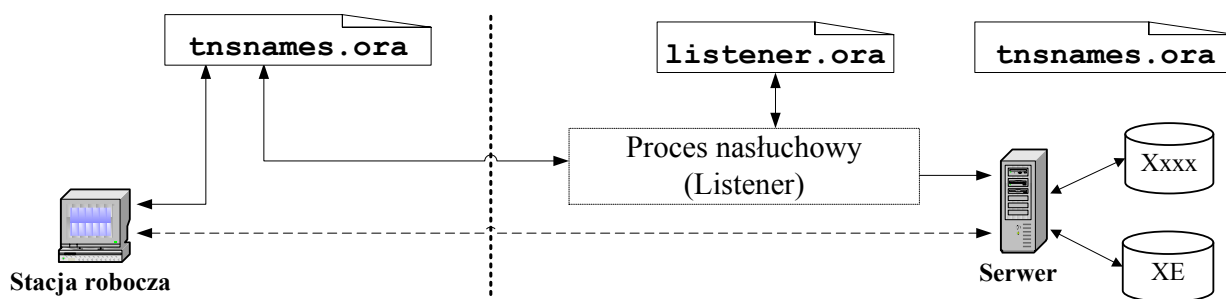 tnsnames.ora
listener.ora
tnsnames.ora
Proces nasłuchowy
(Listener)
Xxxx
XE
Stacja robocza
Serwer